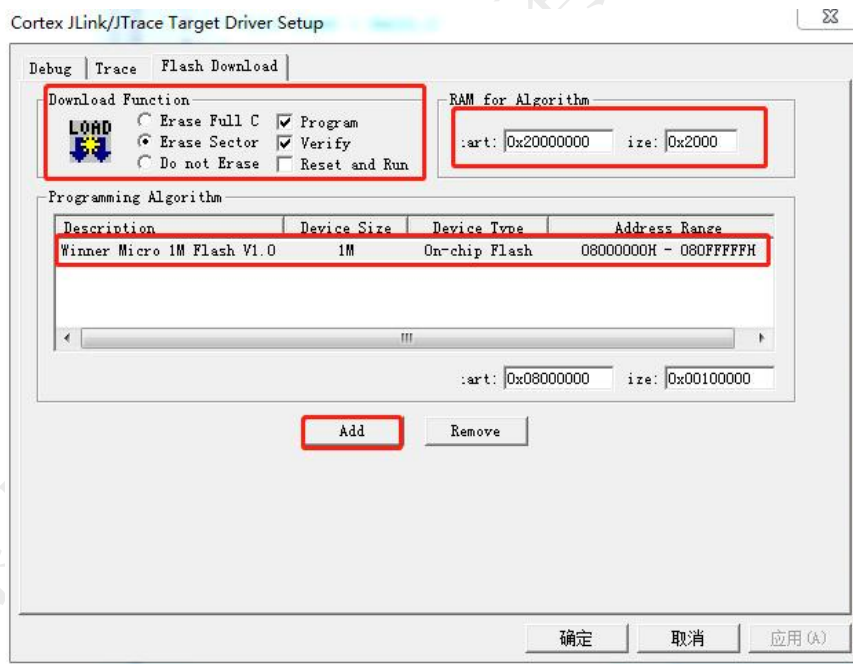 Cortex JLink/JTrace Target Driver Setup
Debug Trace Flash Download
Download Function
LOAD
Erase Full C Program
Erase Sector Verify
Do not Erase Reset and Run
RAM for Algorithm
:art: 0x20000000 ize: 0x2000
Programming Algorithm
Description Device Size Device Type Address Range
Winner Micro 1M Flash V1.0 1M On-chip Flash 08000000H - 080FFFFFH
:art: 0x08000000 ize: 0x00100000
Add Remove
确定 取消 应用(A)